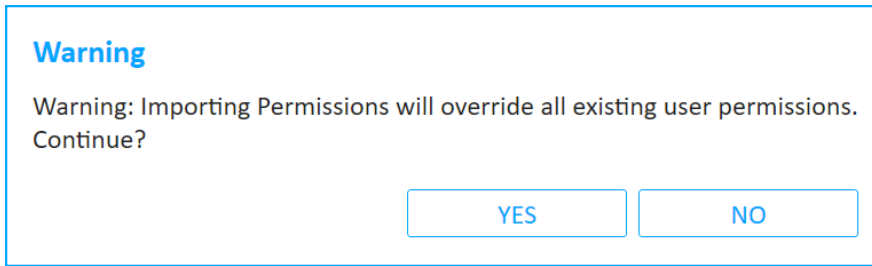 Warning
Warning: Importing Permissions will override all existing user permissions.
Continue?
YES
NO